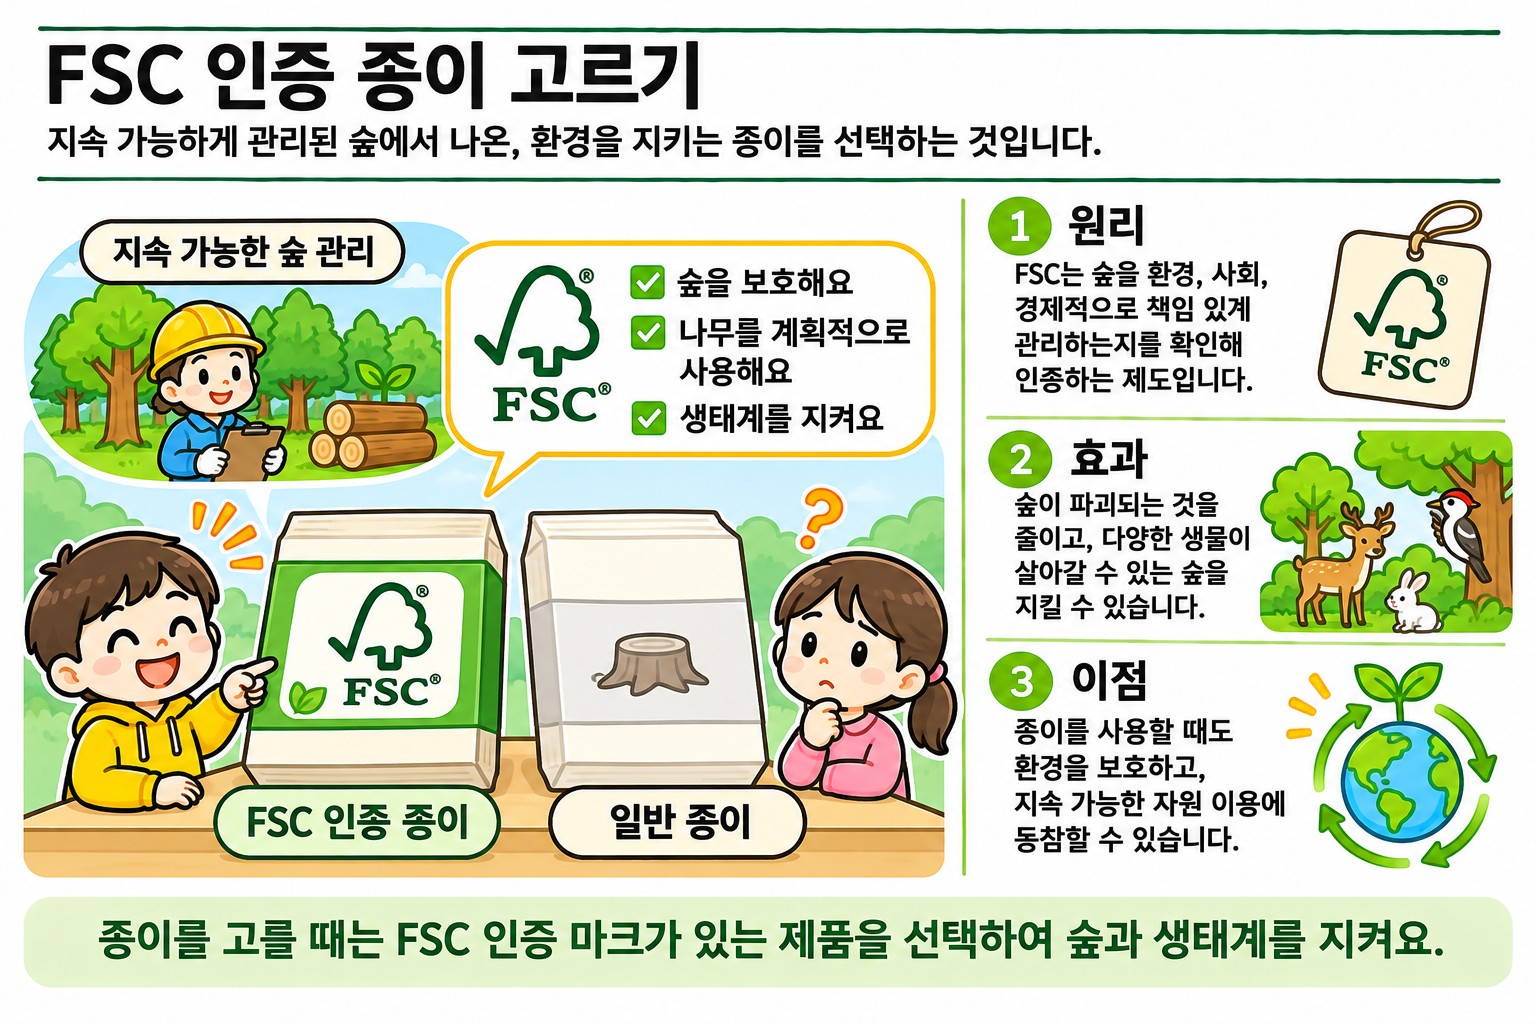 FSC 인증 종이 고르기
지속 가능하게 관리된 숲에서 나온, 환경을 지키는 종이를 선택하는 것입니다.
지속 가능한 숲 관리
FSC®
숲을 보호해요
나무를 계획적으로
사용해요
생태계를 지켜요
?
FSC®
FSC 인증 종이
일반 종이
1 원리
FSC는 숲을 환경, 사회,
경제적으로 책임 있계
관리하는지를 확인해
인종하는 제도입니다.
FSC®
2 효과
숲이 파괴되는 것을
줄이고, 다양한 생물이
살아갈 수 있는 숲을
지킬 수 있습니다.
3 이점
종이를 사용할 때도
환경을 보호하고,
지속 가능한 자원 이용에
동참할 수 있습니다.
종이를 고를 때는 FSC 인증 마크가 있는 제품을 선택하여 숲과 생태계를 지켜요.